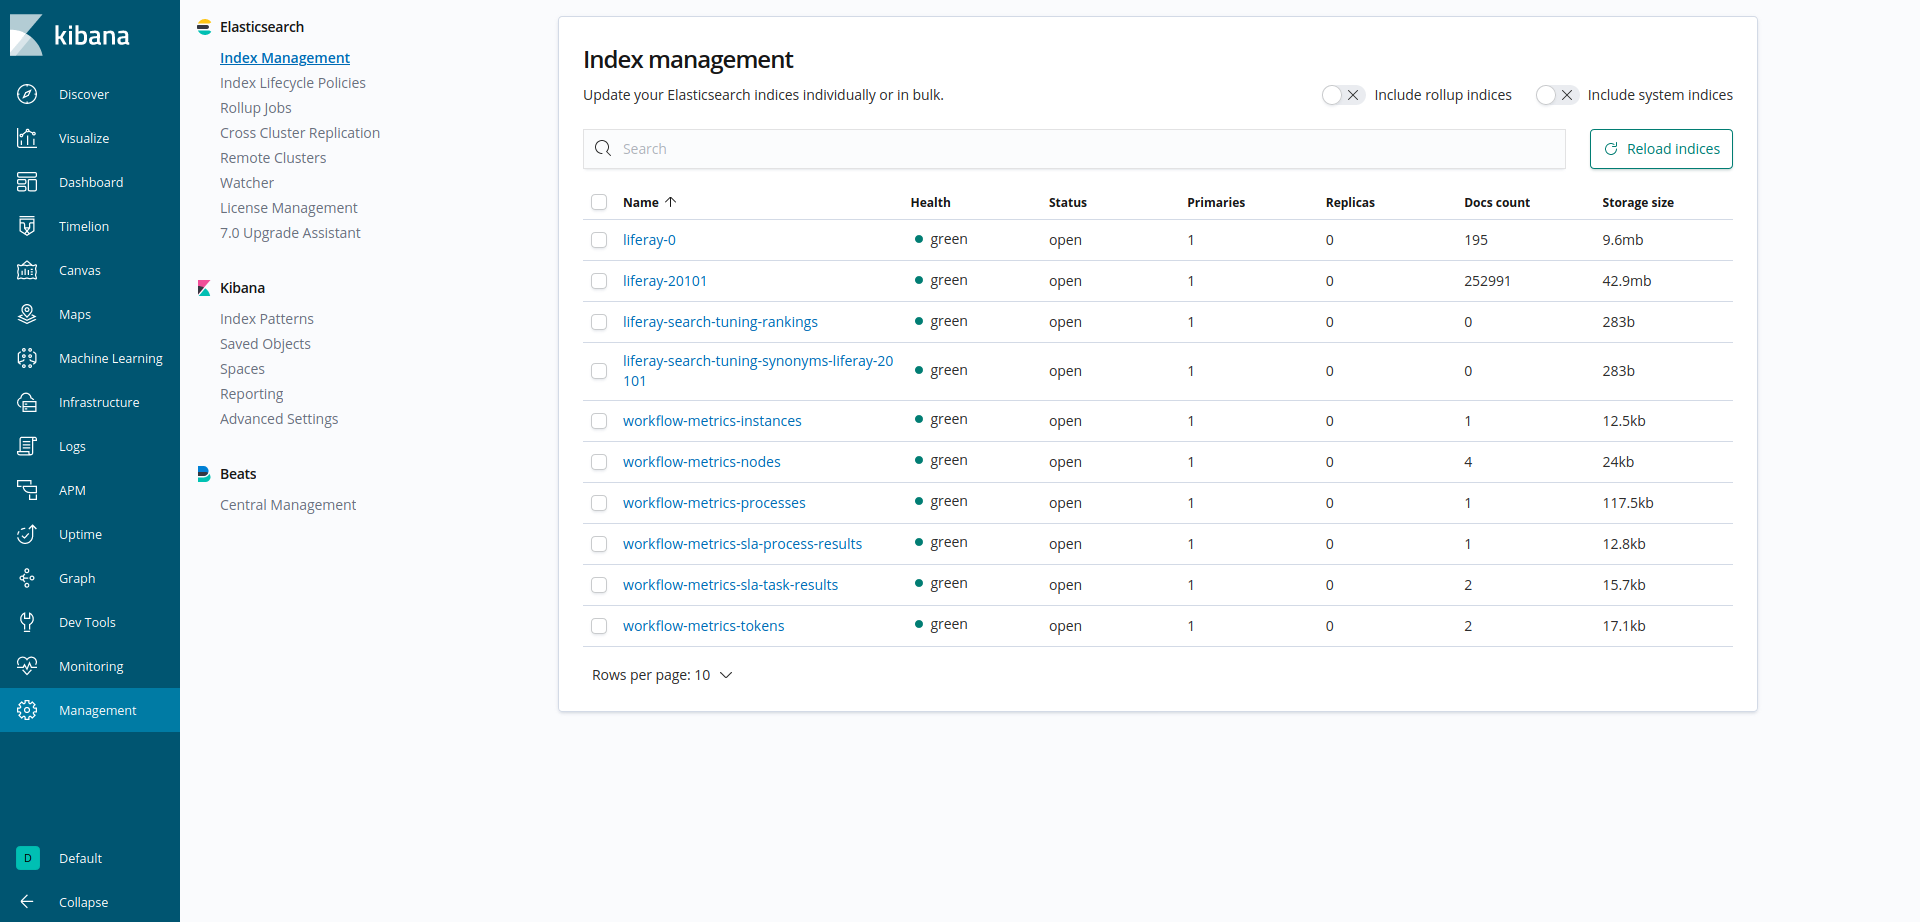 kibana
Discover
Visualize
Dashboard
Timelion
Canvas
Maps
Machine Learning
Infrastructure
Logs
APM
Uptime
Graph
Dev Tools
Monitoring
Management
D Default
Collapse
Elasticsearch
Index Management
Index Lifecycle Policies
Rollup Jobs
Cross Cluster Replication
Remote Clusters
Watcher
License Management
7.0 Upgrade Assistant
Kibana
Index Patterns
Saved Objects
Spaces
Reporting
Advanced Settings
Beats
Central Management
Index management
Update your Elasticsearch indices individually or in bulk. Include rollup indices Include system indices
Search Reload indices
Name Health Status Primaries Replicas Docs count Storage size
liferay-0 green open 1 0 195 9.6mb
liferay-20101 green open 1 0 252991 42.9mb
liferay-search-tuning-rankings green open 1 0 0 283b
liferay-search-tuning-synonyms-liferay-20
101 green open 1 0 0 283b
workflow-metrics-instances green open 1 0 1 12.5kb
workflow-metrics-nodes green open 1 0 4 24kb
workflow-metrics-processes green open 1 0 1 117.5kb
workflow-metrics-sla-process-results green open 1 0 1 12.8kb
workflow-metrics-sla-task-results green open 1 0 2 15.7kb
workflow-metrics-tokens green open 1 0 2 17.1kb
Rows per page: 10